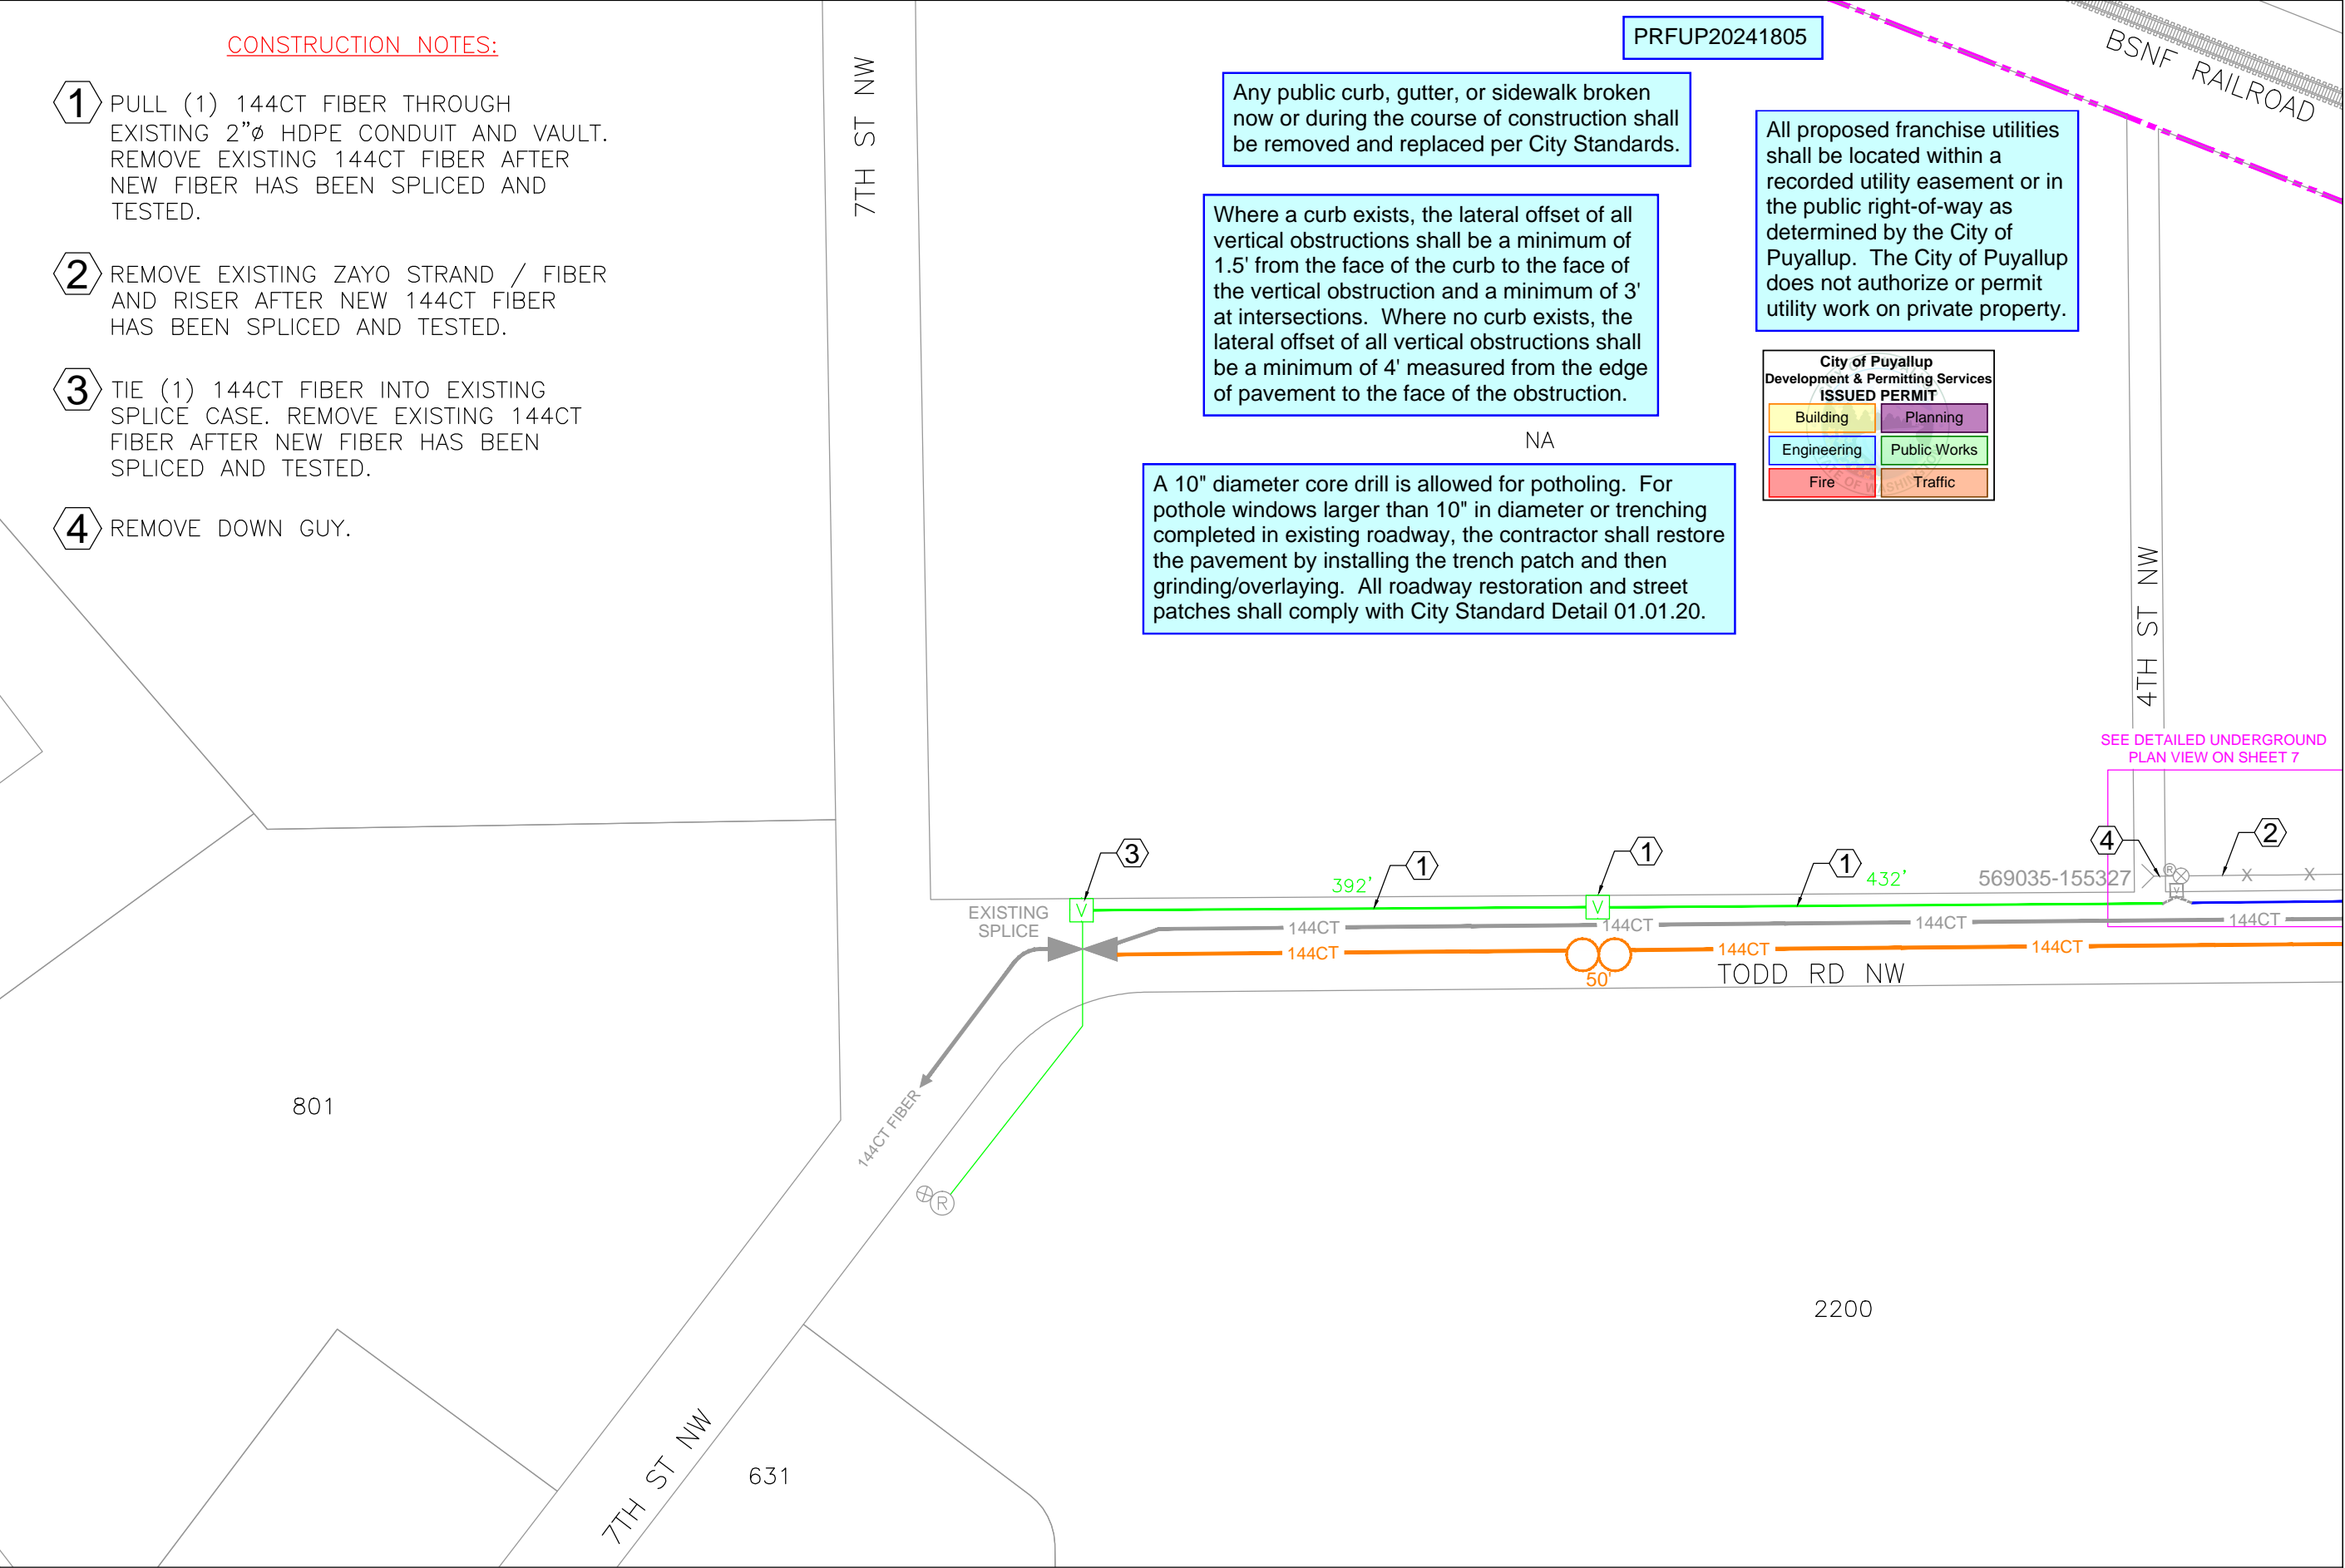 CONSTRUCTION NOTES:
1 PULL (1) 144CT FIBER THROUGH
EXISTING 2"ø HDPE CONDUIT AND VAULT.
REMOVE EXISTING 144CT FIBER AFTER
NEW FIBER HAS BEEN SPLICED AND
TESTED.
2 REMOVE EXISTING ZAYO STRAND / FIBER
AND RISER AFTER NEW 144CT FIBER
HAS BEEN SPLICED AND TESTED.
3 TIE (1) 144CT FIBER INTO EXISTING
SPLICE CASE. REMOVE EXISTING 144CT
FIBER AFTER NEW FIBER HAS BEEN
SPLICED AND TESTED.
4 REMOVE DOWN GUY.
7TH ST NW
PRFUP20241805
BSNF RAILROAD
Any public curb, gutter, or sidewalk broken
now or during the course of construction shall
be removed and replaced per City Standards.
All proposed franchise utilities
shall be located within a
recorded utility easement or in
the public right-of-way as
determined by the City of
Puyallup. The City of Puyallup
does not authorize or permit
utility work on private property.
Where a curb exists, the lateral offset of all
vertical obstructions shall be a minimum of
1.5' from the face of the curb to the face of
the vertical obstruction and a minimum of 3'
at intersections. Where no curb exists, the
lateral offset of all vertical obstructions shall
be a minimum of 4' measured from the edge
of pavement to the face of the obstruction.
City of Puyallup
Development & Permitting Services
ISSUED PERMIT
Building Planning
Engineering Public Works
Fire Traffic
NA
A 10" diameter core drill is allowed for potholing. For
pothole windows larger than 10" in diameter or trenching
completed in existing roadway, the contractor shall restore
the pavement by installing the trench patch and then
grinding/overlaying. All roadway restoration and street
patches shall comply with City Standard Detail 01.01.20.
4TH ST NW
SEE DETAILED UNDERGROUND
PLAN VIEW ON SHEET 7
3
1
1
1
4
2
392'
432'
569035-155327
R
X X
V
V
V
EXISTING
SPLICE
144CT 144CT 144CT 144CT
144CT 144CT 144CT
50'
TODD RD NW
144CT FIBER
R
801
2200
631
7TH ST NW